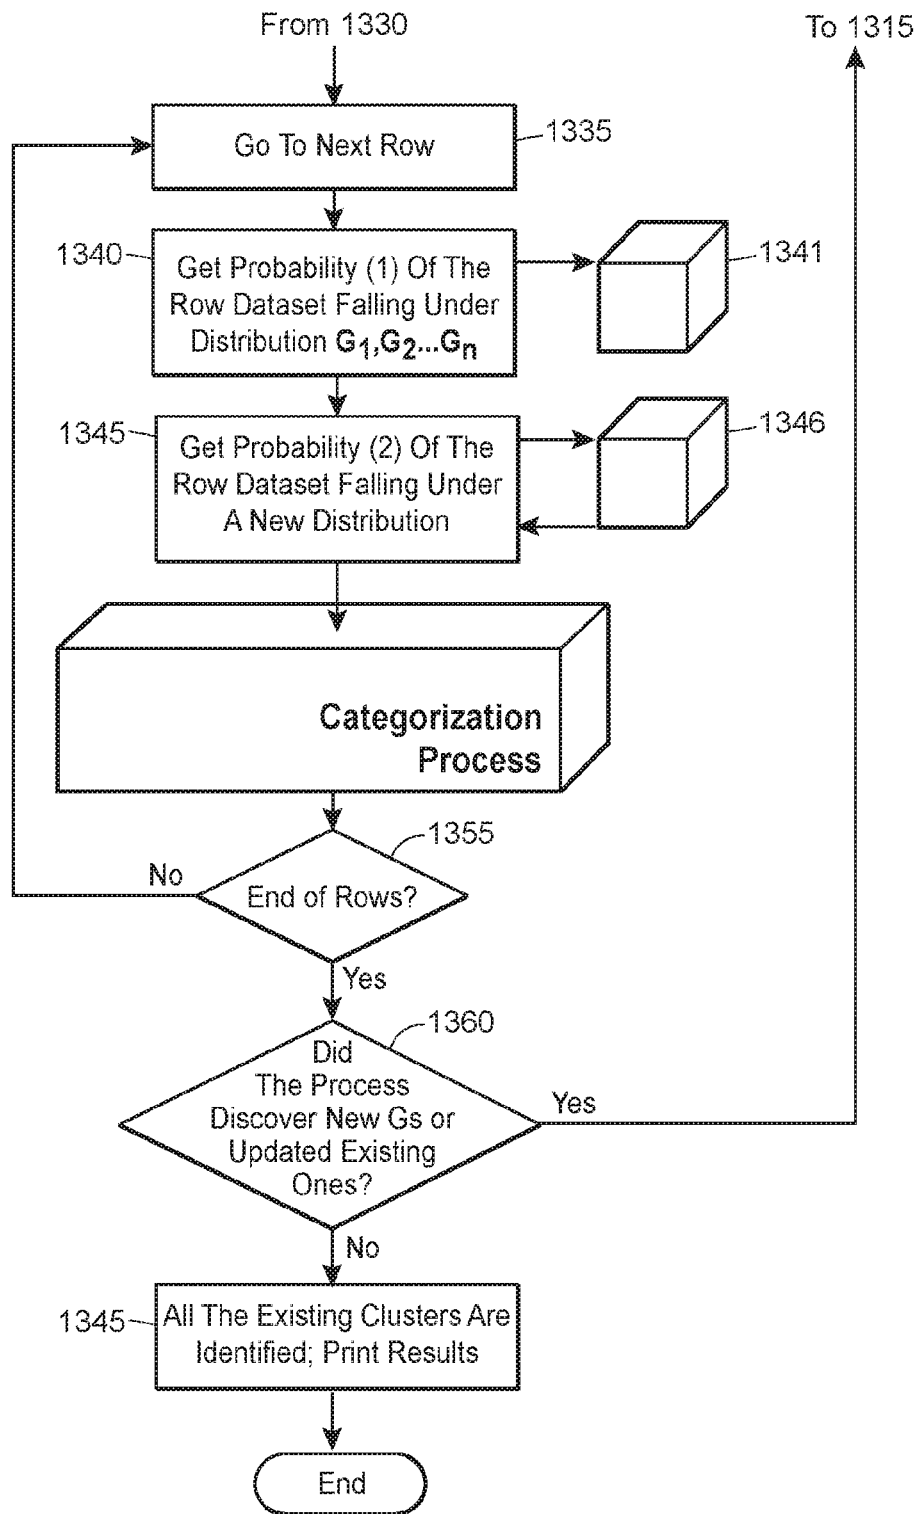 From 1330
To 1315
Go To Next Row
1335
1340
Get Probability (1) Of The
Row Dataset Falling Under
Distribution G1,G2...Gn
1341
1345
Get Probability (2) Of The
Row Dataset Falling Under
A New Distribution
1346
Categorization
Process
1355
No
End of Rows?
Yes
1360
Did
The Process
Discover New Gs or
Updated Existing
Ones?
Yes
No
1345
All The Existing Clusters Are
Identified; Print Results
End